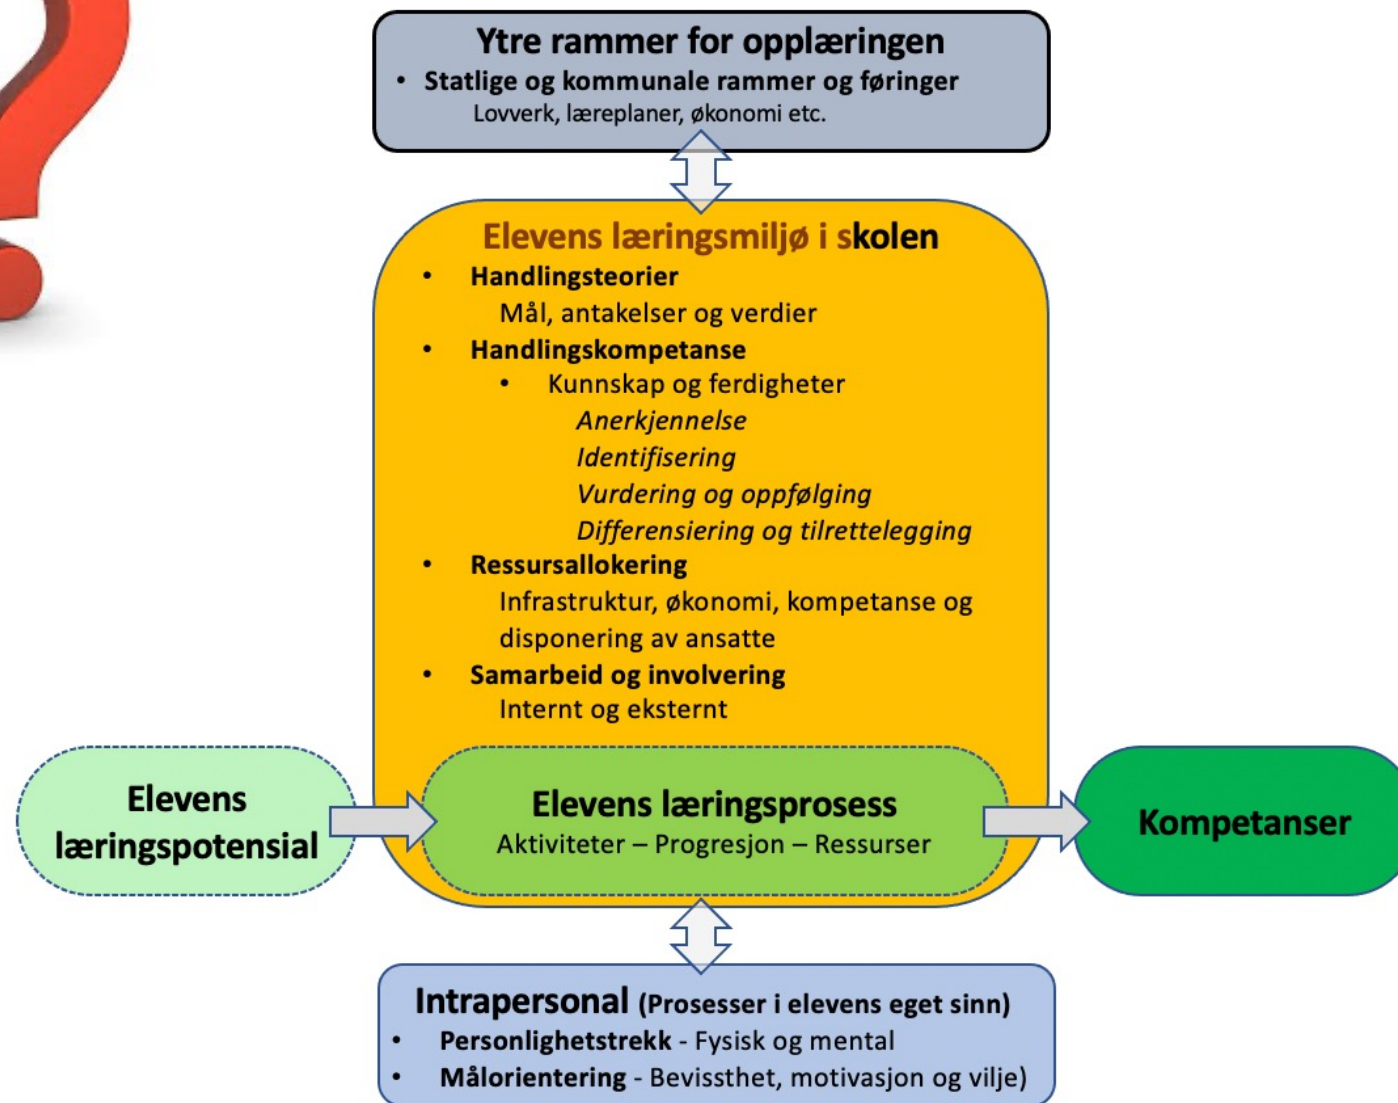 Ytre rammer for opplæringen
• Statlige og kommunale rammer og føringer
Lovverk, læreplaner, økonomi etc.
Elevens læringsmiljø i skolen
• Handlingsteorier
Mål, antakelser og verdier
• Handlingskompetanse
• Kunnskap og ferdigheter
Anerkjennelse
Identifisering
Vurdering og oppfølging
Differensiering og tilrettelegging
• Ressursallokering
Infrastruktur, økonomi, kompetanse og
disponering av ansatte
• Samarbeid og involvering
Internt og eksternt
Elevens
læringspotensial
Elevens læringsprosess
Aktiviteter – Progresjon – Ressurser
Kompetanser
Intrapersonal (Prosesser i elevens eget sinn)
• Personlighetstrekk - Fysisk og mental
• Målorientering - Bevissthet, motivasjon og vilje)